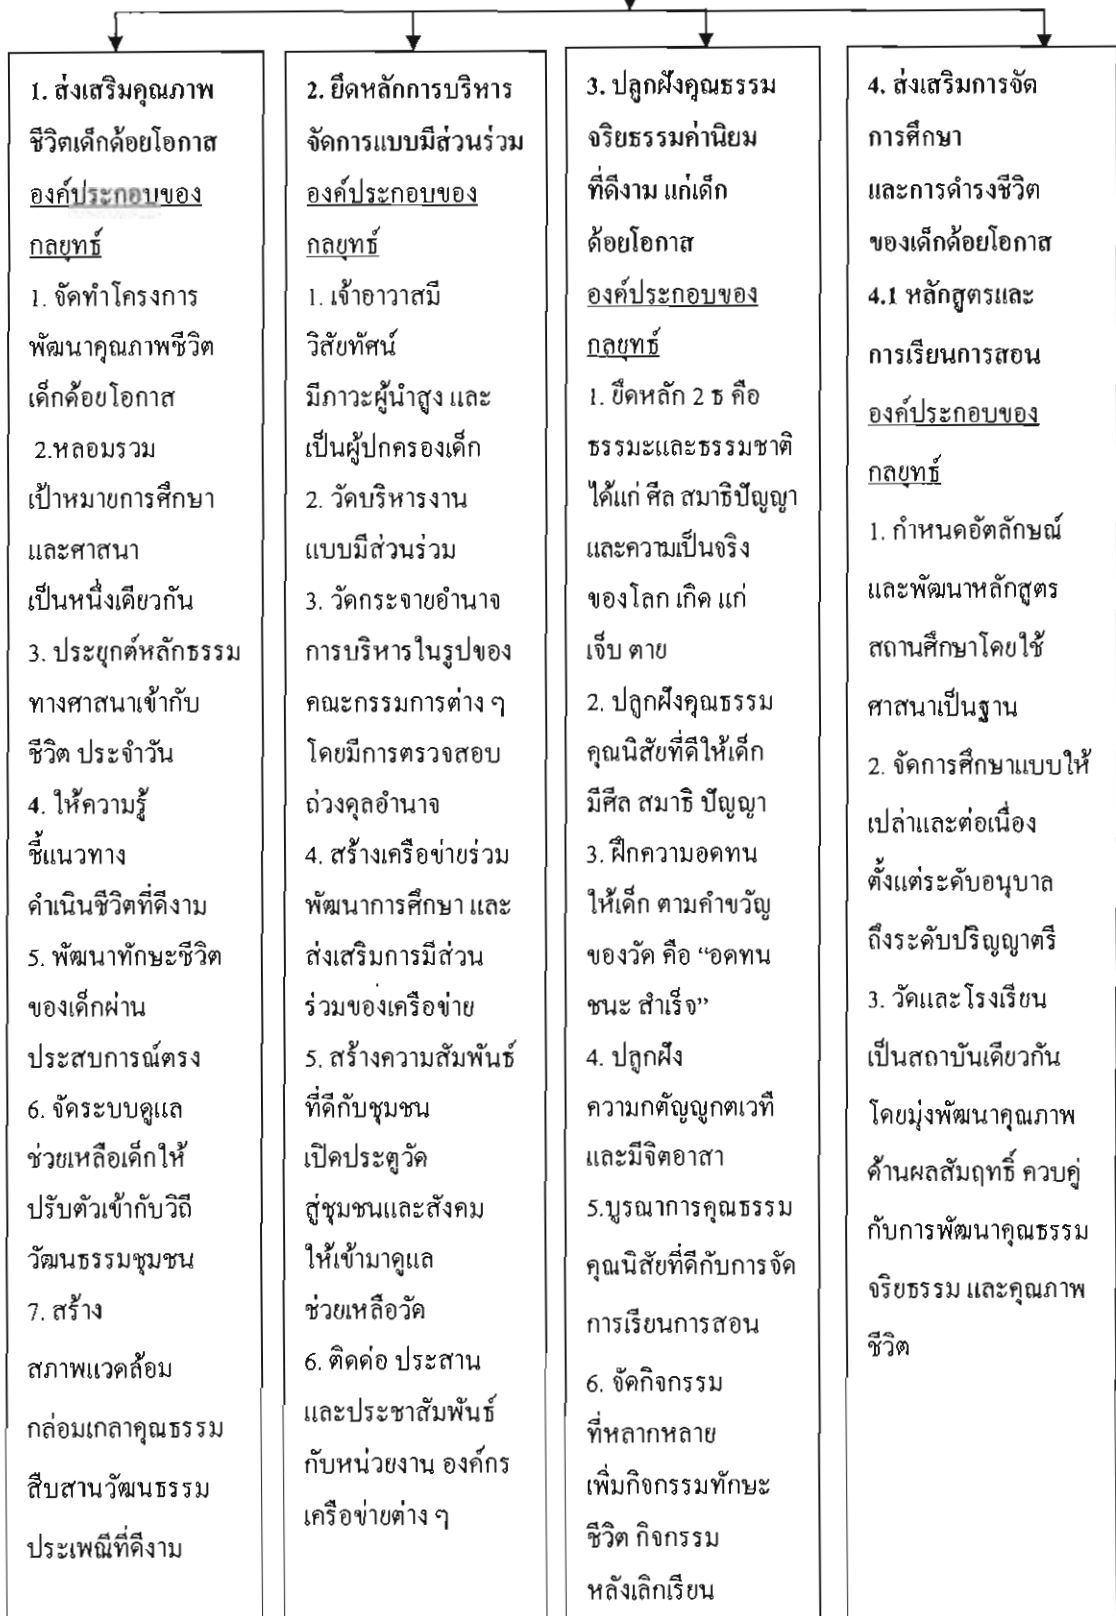 1. ส่งเสริมคุณภาพ
ชีวิตเด็กด้อยโอกาส
องค์ประกอบของ
กลยุทธ์
1. จัดทำโครงการ
พัฒนาคุณภาพชีวิต
เด็กด้อยโอกาส
2.หลอมรวม
เป้าหมายการศึกษา
และศาสนา
เป็นหนึ่งเดียวกัน
3. ประยุกต์หลักธรรม
ทางศาสนาเข้ากับ
ชีวิต ประจำวัน
4. ให้ความรู้
ชี้แนวทาง
ดำเนินชีวิตที่ดีงาม
5. พัฒนาทักษะชีวิต
ของเด็กผ่าน
ประสบการณ์ตรง
6. จัดระบบดูแล
ช่วยเหลือเด็กให้
ปรับตัวเข้ากับวิถี
วัฒนธรรมชุมชน
7. สร้าง
สภาพแวดล้อม
กล่อมเกลาคุณธรรม
สืบสานวัฒนธรรม
ประเพณีที่ดีงาม
2. ยึดหลักการบริหาร
จัดการแบบมีส่วนร่วม
องค์ประกอบของ
กลยุทธ์
1. เจ้าอาวาสมี
วิสัยทัศน์
มีภาวะผู้นำสูง และ
เป็นผู้ปกครองเด็ก
2. วัดบริหารงาน
แบบมีส่วนร่วม
3. วัดกระจายอำนาจ
การบริหารในรูปของ
คณะกรรมการต่าง ๆ
โดยมีการตรวจสอบ
ถ่วงดุลอำนาจ
4. สร้างเครือข่ายร่วม
พัฒนาการศึกษา และ
ส่งเสริมการมีส่วน
ร่วมของเครือข่าย
5. สร้างความสัมพันธ์
ที่ดีกับชุมชน
เปิดประตูวัด
สู่ชุมชนและสังคม
ให้เข้ามาดูแล
ช่วยเหลือวัด
6. ติดต่อ ประสาน
และประชาสัมพันธ์
กับหน่วยงาน องค์กร
เครือข่ายต่าง ๆ
3. ปลูกฝังคุณธรรม
จริยธรรมค่านิยม
ที่ดีงาม แก่เด็ก
ด้อยโอกาส
องค์ประกอบของ
กลยุทธ์
1. ยึดหลัก 2 ธ คือ
ธรรมะและธรรมชาติ
ได้แก่ ศีล สมาธิปัญญา
และความเป็นจริง
ของโลก เกิด แก่
เจ็บ ตาย
2. ปลูกฝังคุณธรรม
คุณนิสัยที่ดีให้เด็ก
มีศีล สมาธิ ปัญญา
3. ฝึกความอดทน
ให้เด็ก ตามคำขวัญ
ของวัด คือ “อดทน
ชนะ สำเร็จ”
4. ปลูกฝัง
ความกตัญญูกตเวที
และมีจิตอาสา
5.บูรณาการคุณธรรม
คุณนิสัยที่ดีกับการจัด
การเรียนการสอน
6. จัดกิจกรรม
ที่หลากหลาย
เพิ่มกิจกรรมทักษะ
ชีวิต กิจกรรม
หลังเลิกเรียน
4. ส่งเสริมการจัด
การศึกษา
และการดำรงชีวิต
ของเด็กด้อยโอกาส
4.1 หลักสูตรและ
การเรียนการสอน
องค์ประกอบของ
กลยุทธ์
1. กำหนดอัตลักษณ์
และพัฒนาหลักสูตร
สถานศึกษาโดยใช้
ศาสนาเป็นฐาน
2. จัดการศึกษาแบบให้
เปล่าและต่อเนื่อง
ตั้งแต่ระดับอนุบาล
ถึงระดับปริญญาตรี
3. วัดและโรงเรียน
เป็นสถาบันเดียวกัน
โดยมุ่งพัฒนาคุณภาพ
ด้านผลสัมฤทธิ์ ควบคู่
กับการพัฒนาคุณธรรม
จริยธรรม และคุณภาพ
ชีวิต